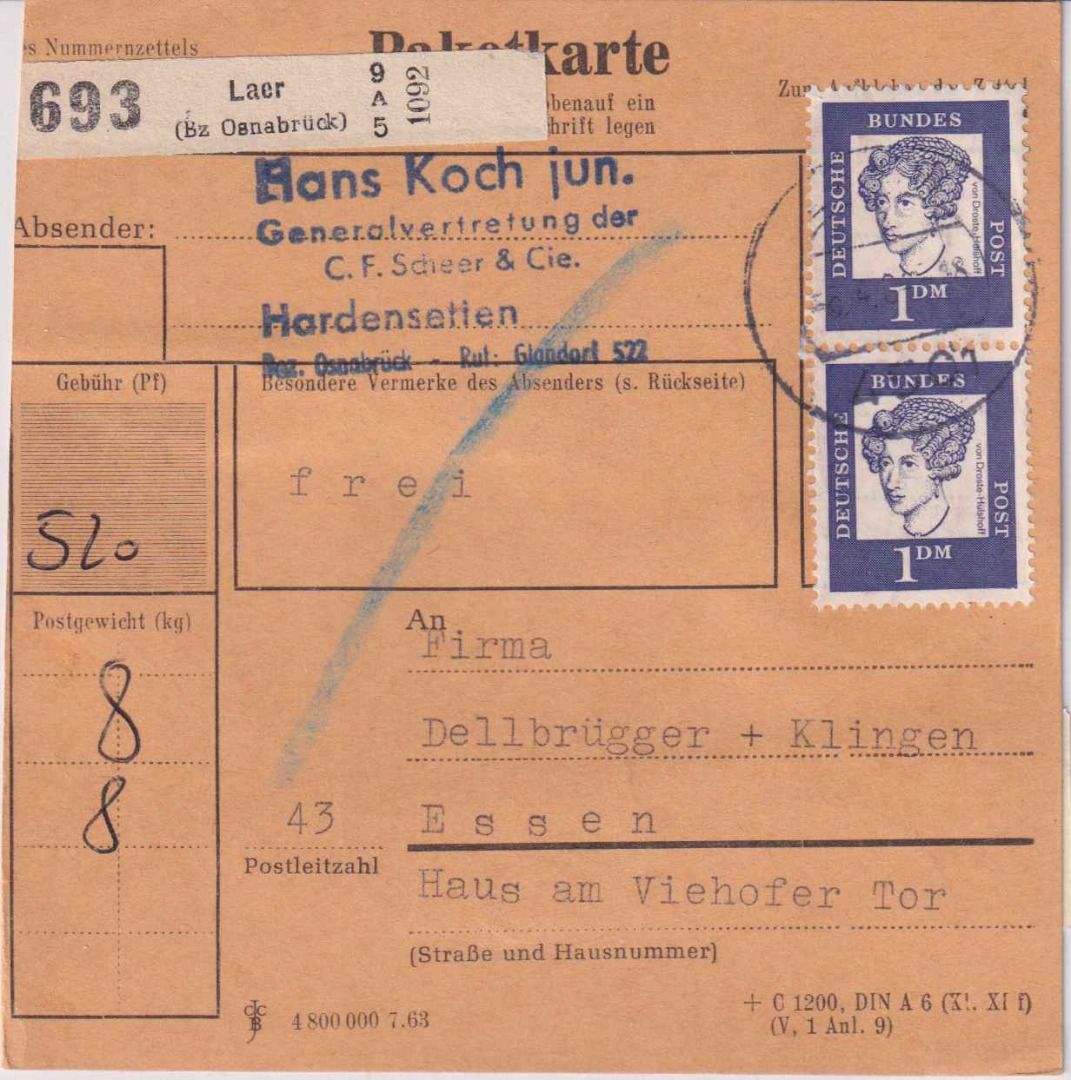 s Nummernzettels
Paketkarte
693
Laer
(Bz Osnabrück)
9
A
5
1092
obenauf ein
schrift legen
Hans Koch jun.
Absender:
Generalvertretung der
C. F. Scheer & Cie.
Hardensetten
Bez. Osnabrück - Ruf: Glandorf 522
DEUTSCHE
BUNDES
POST
von Droste-Hülshoff
1 DM
DEUTSCHE
BUNDES
POST
von Droste-Hülshoff
1 DM
Gebühr (Pf)
Besondere Vermerke des Absenders (s. Rückseite)
frei
Postgewicht (kg)
8
8
An
Firma
Dellbrügger + Klingen
43
Essen
Postleitzahl
Haus am Viehofer Tor
(Straße und Hausnummer)
4 800 000 7.63
+ C 1200, DIN A 6 (Kl. XI f)
(V, 1 Anl. 9)